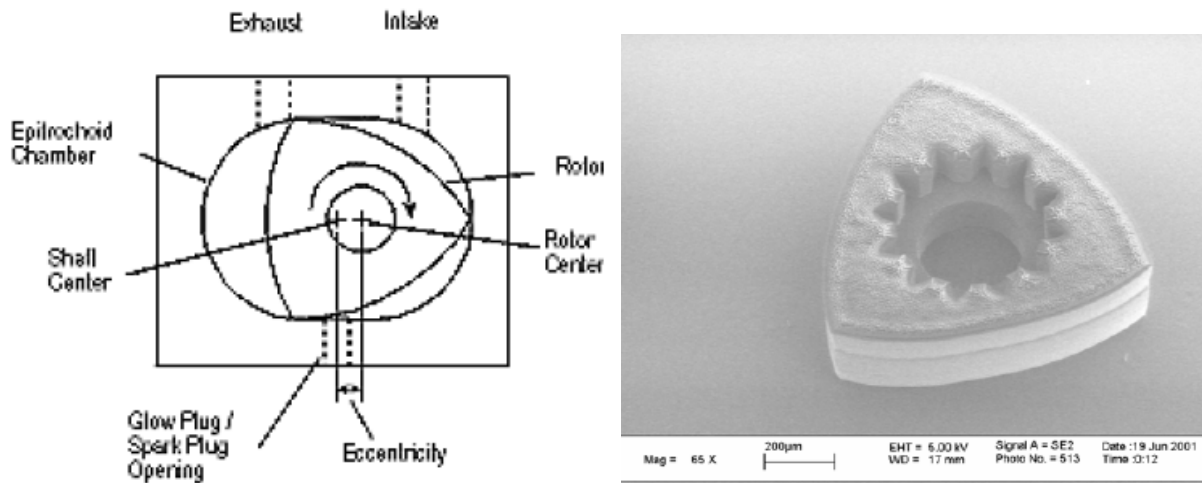 Exhaust
Intake
Epitrochoid
Chamber
Rotor
Shaft
Center
Rotor
Center
Glow Plug /
Spark Plug
Opening
Eccentricity
Mag = 65 X
200µm
EHT = 5.00 kV
WD = 17 mm
Signal A = SE2
Photo No. = 513
Date :19 Jun 2001
Time :0:12